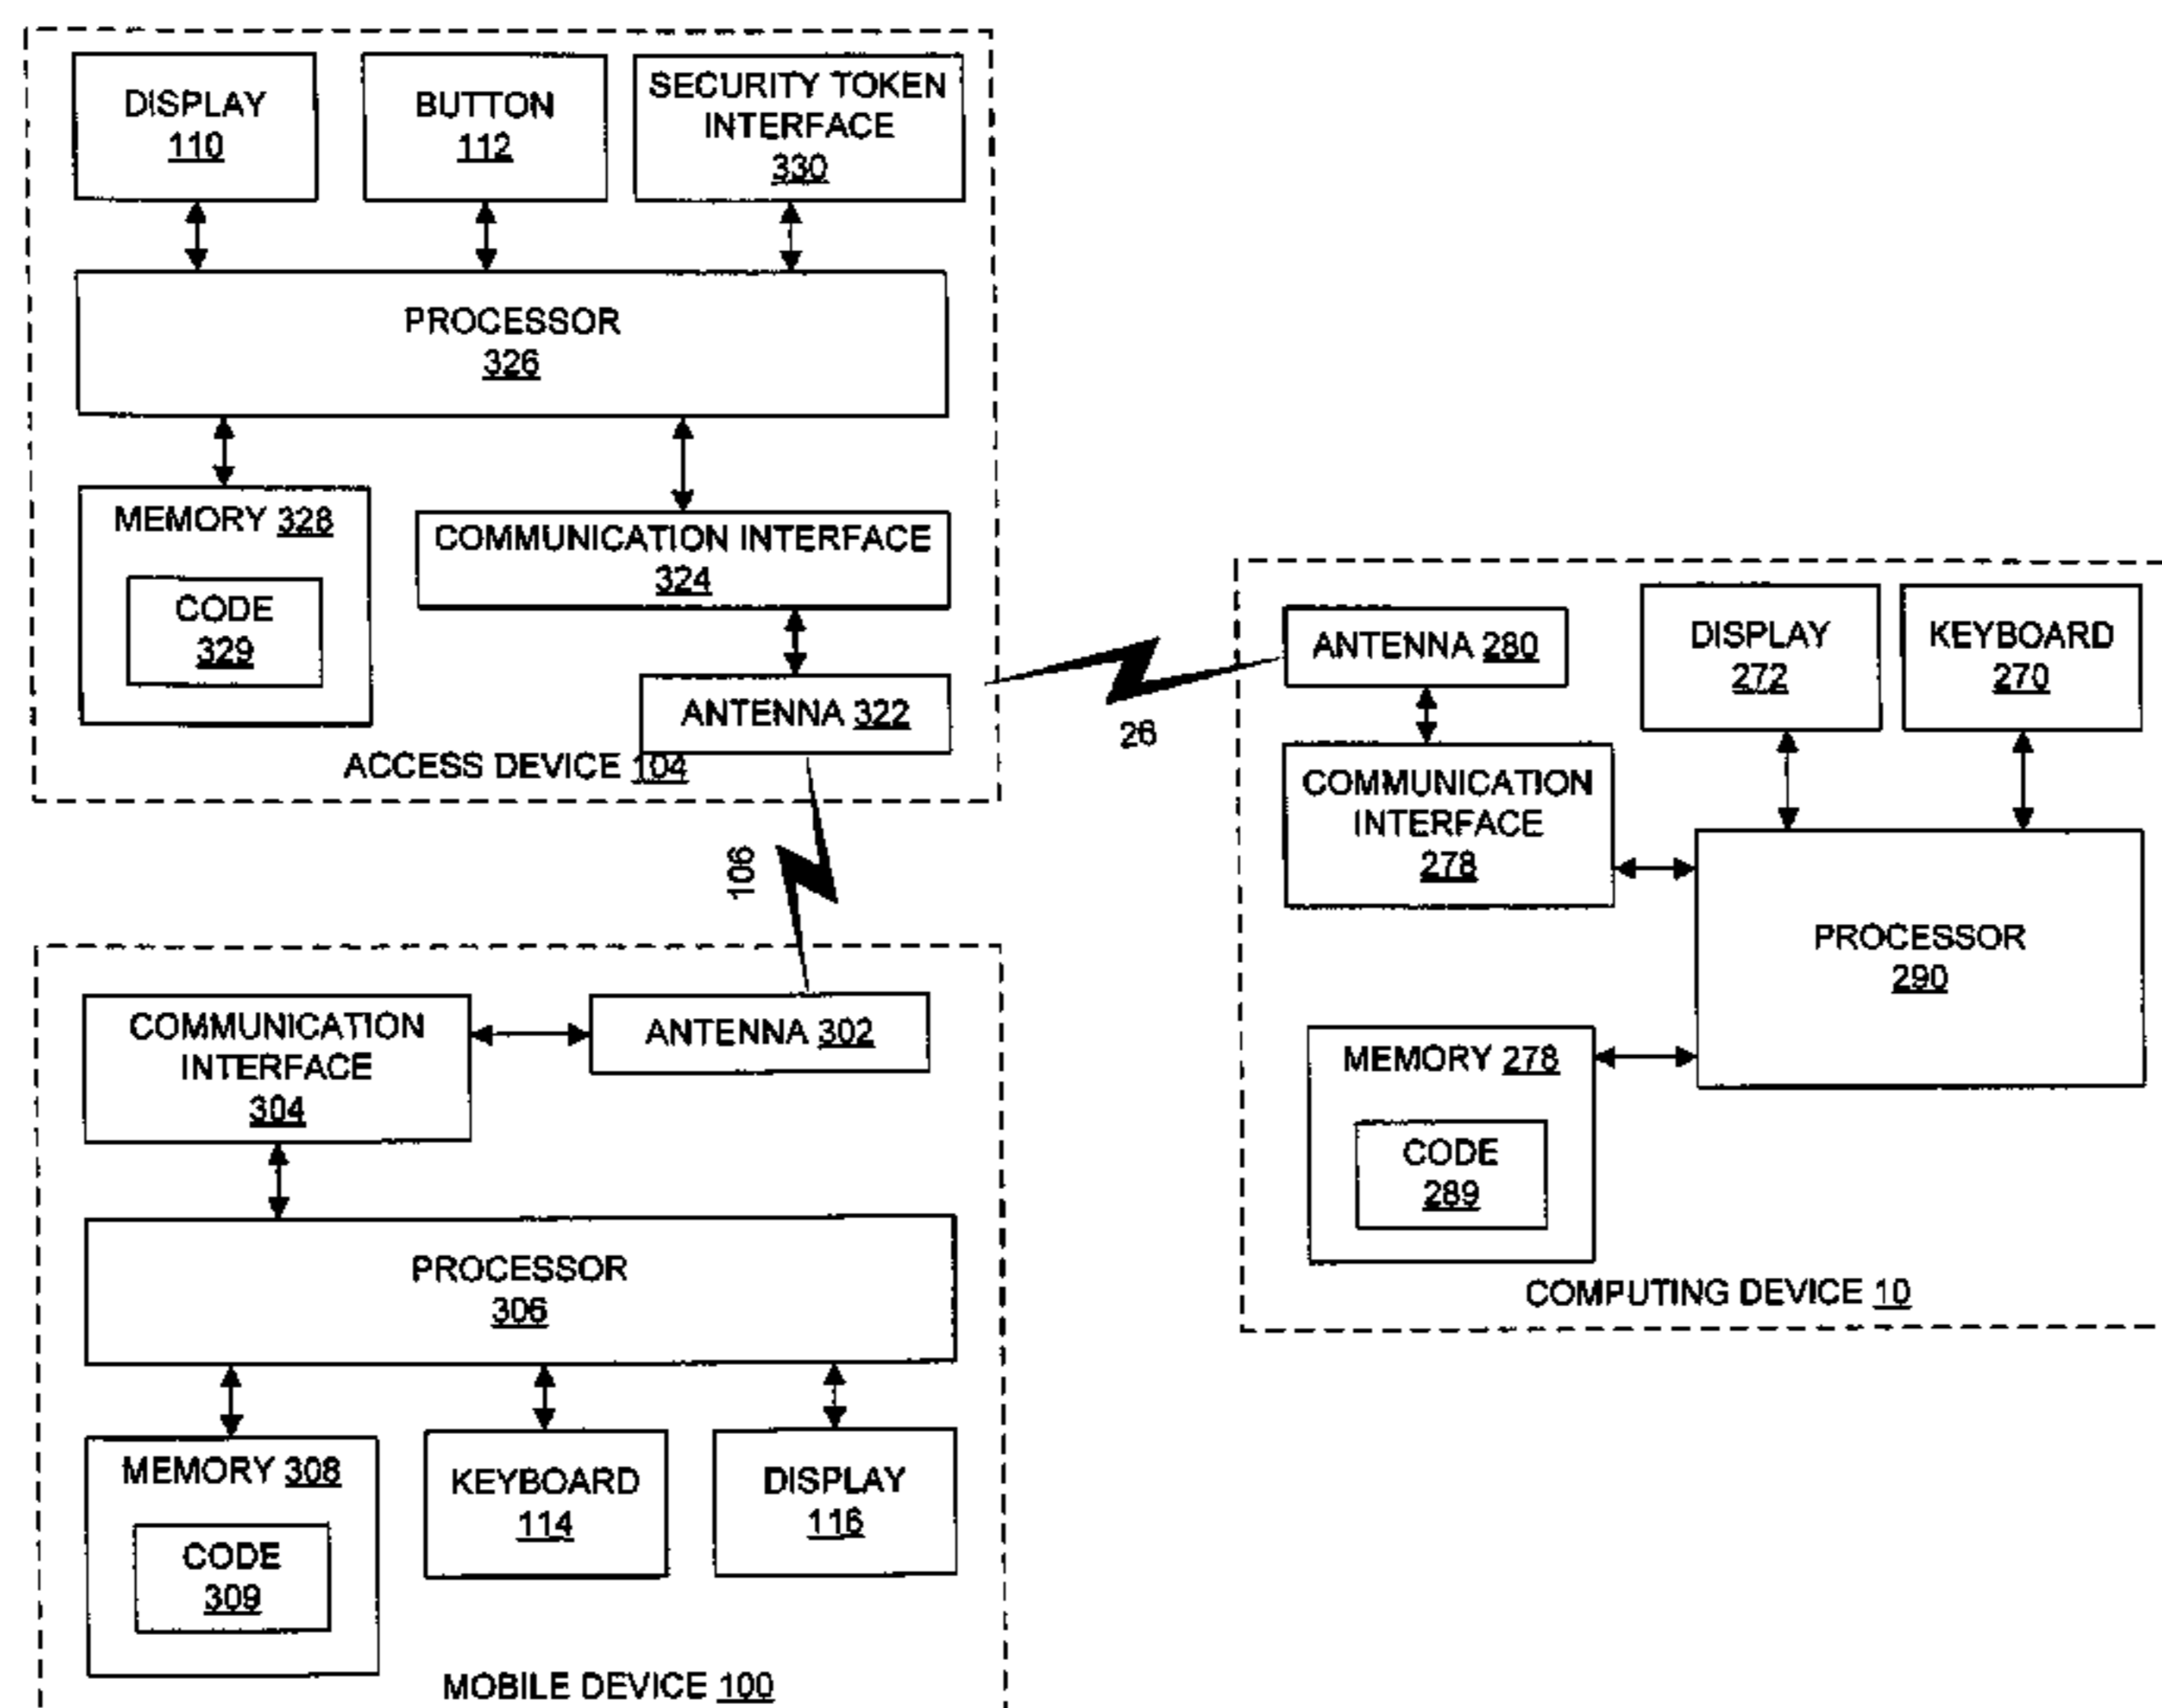 DISPLAY
110
BUTTON
112
SECURITY TOKEN
INTERFACE
330
PROCESSOR
326
MEMORY 328
CODE
329
COMMUNICATION INTERFACE
324
ANTENNA 322
ACCESS DEVICE 104
26
106
ANTENNA 280
DISPLAY
272
KEYBOARD
270
COMMUNICATION
INTERFACE
278
PROCESSOR
290
MEMORY 278
CODE
289
COMPUTING DEVICE 10
COMMUNICATION
INTERFACE
304
ANTENNA 302
PROCESSOR
306
MEMORY 308
CODE
309
KEYBOARD
114
DISPLAY
116
MOBILE DEVICE 100